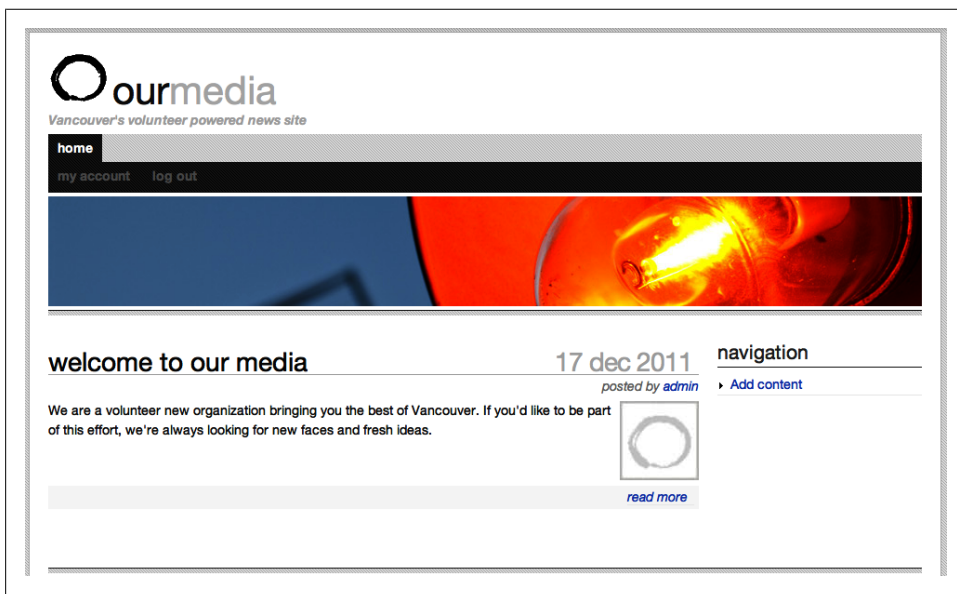 ourmedia
Vancouver's volunteer powered news site
home
my account log out
welcome to our media
17 dec 2011
posted by admin
We are a volunteer new organization bringing you the best of Vancouver. If you'd like to be part
of this effort, we're always looking for new faces and fresh ideas.
read more
navigation
Add content